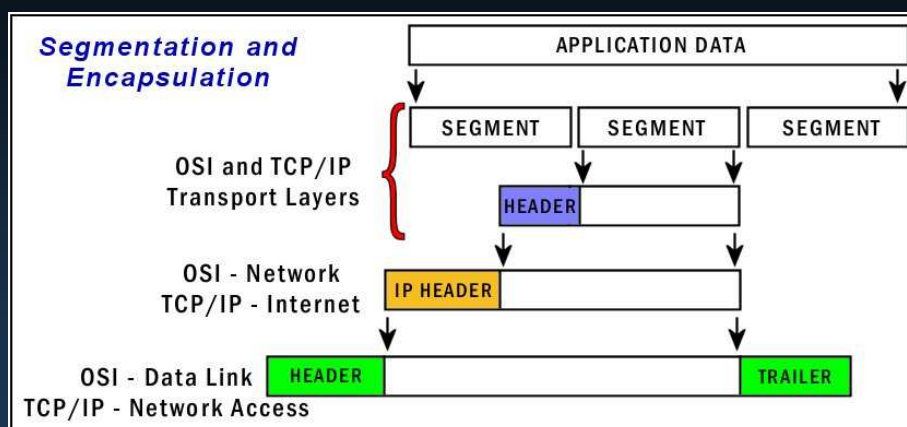 Segmentation and
Encapsulation
APPLICATION DATA
SEGMENT
SEGMENT
SEGMENT
OSI and TCP/IP
Transport Layers
HEADER
OSI - Network
TCP/IP - Internet
IP HEADER
OSI - Data Link
TCP/IP - Network Access
HEADER
TRAILER